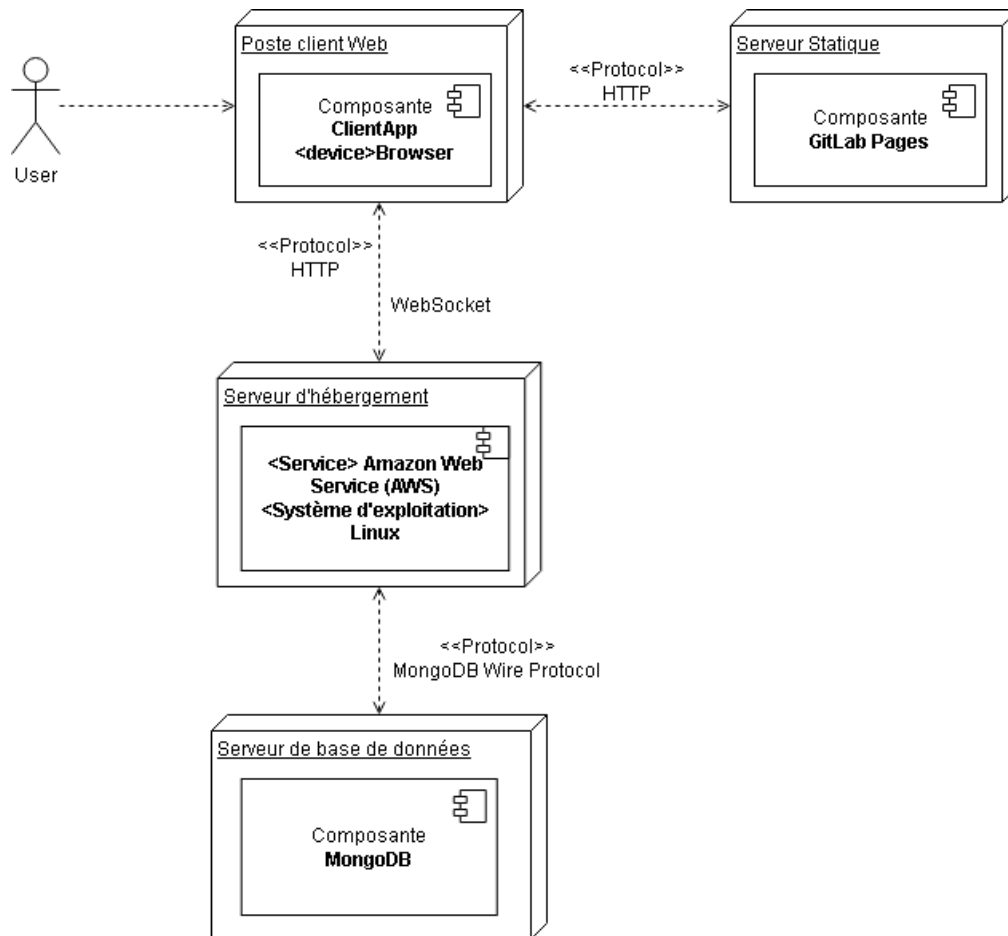 Poste client Web
Composante
ClientApp
<device>Browser
User
<<Protocol>>
HTTP
Serveur Statique
Composante
GitLab Pages
<<Protocol>>
HTTP
WebSocket
Serveur d'hébergement
<Service> Amazon Web
Service (AWS)
<Système d'exploitation>
Linux
<<Protocol>>
MongoDB Wire Protocol
Serveur de base de données
Composante
MongoDB